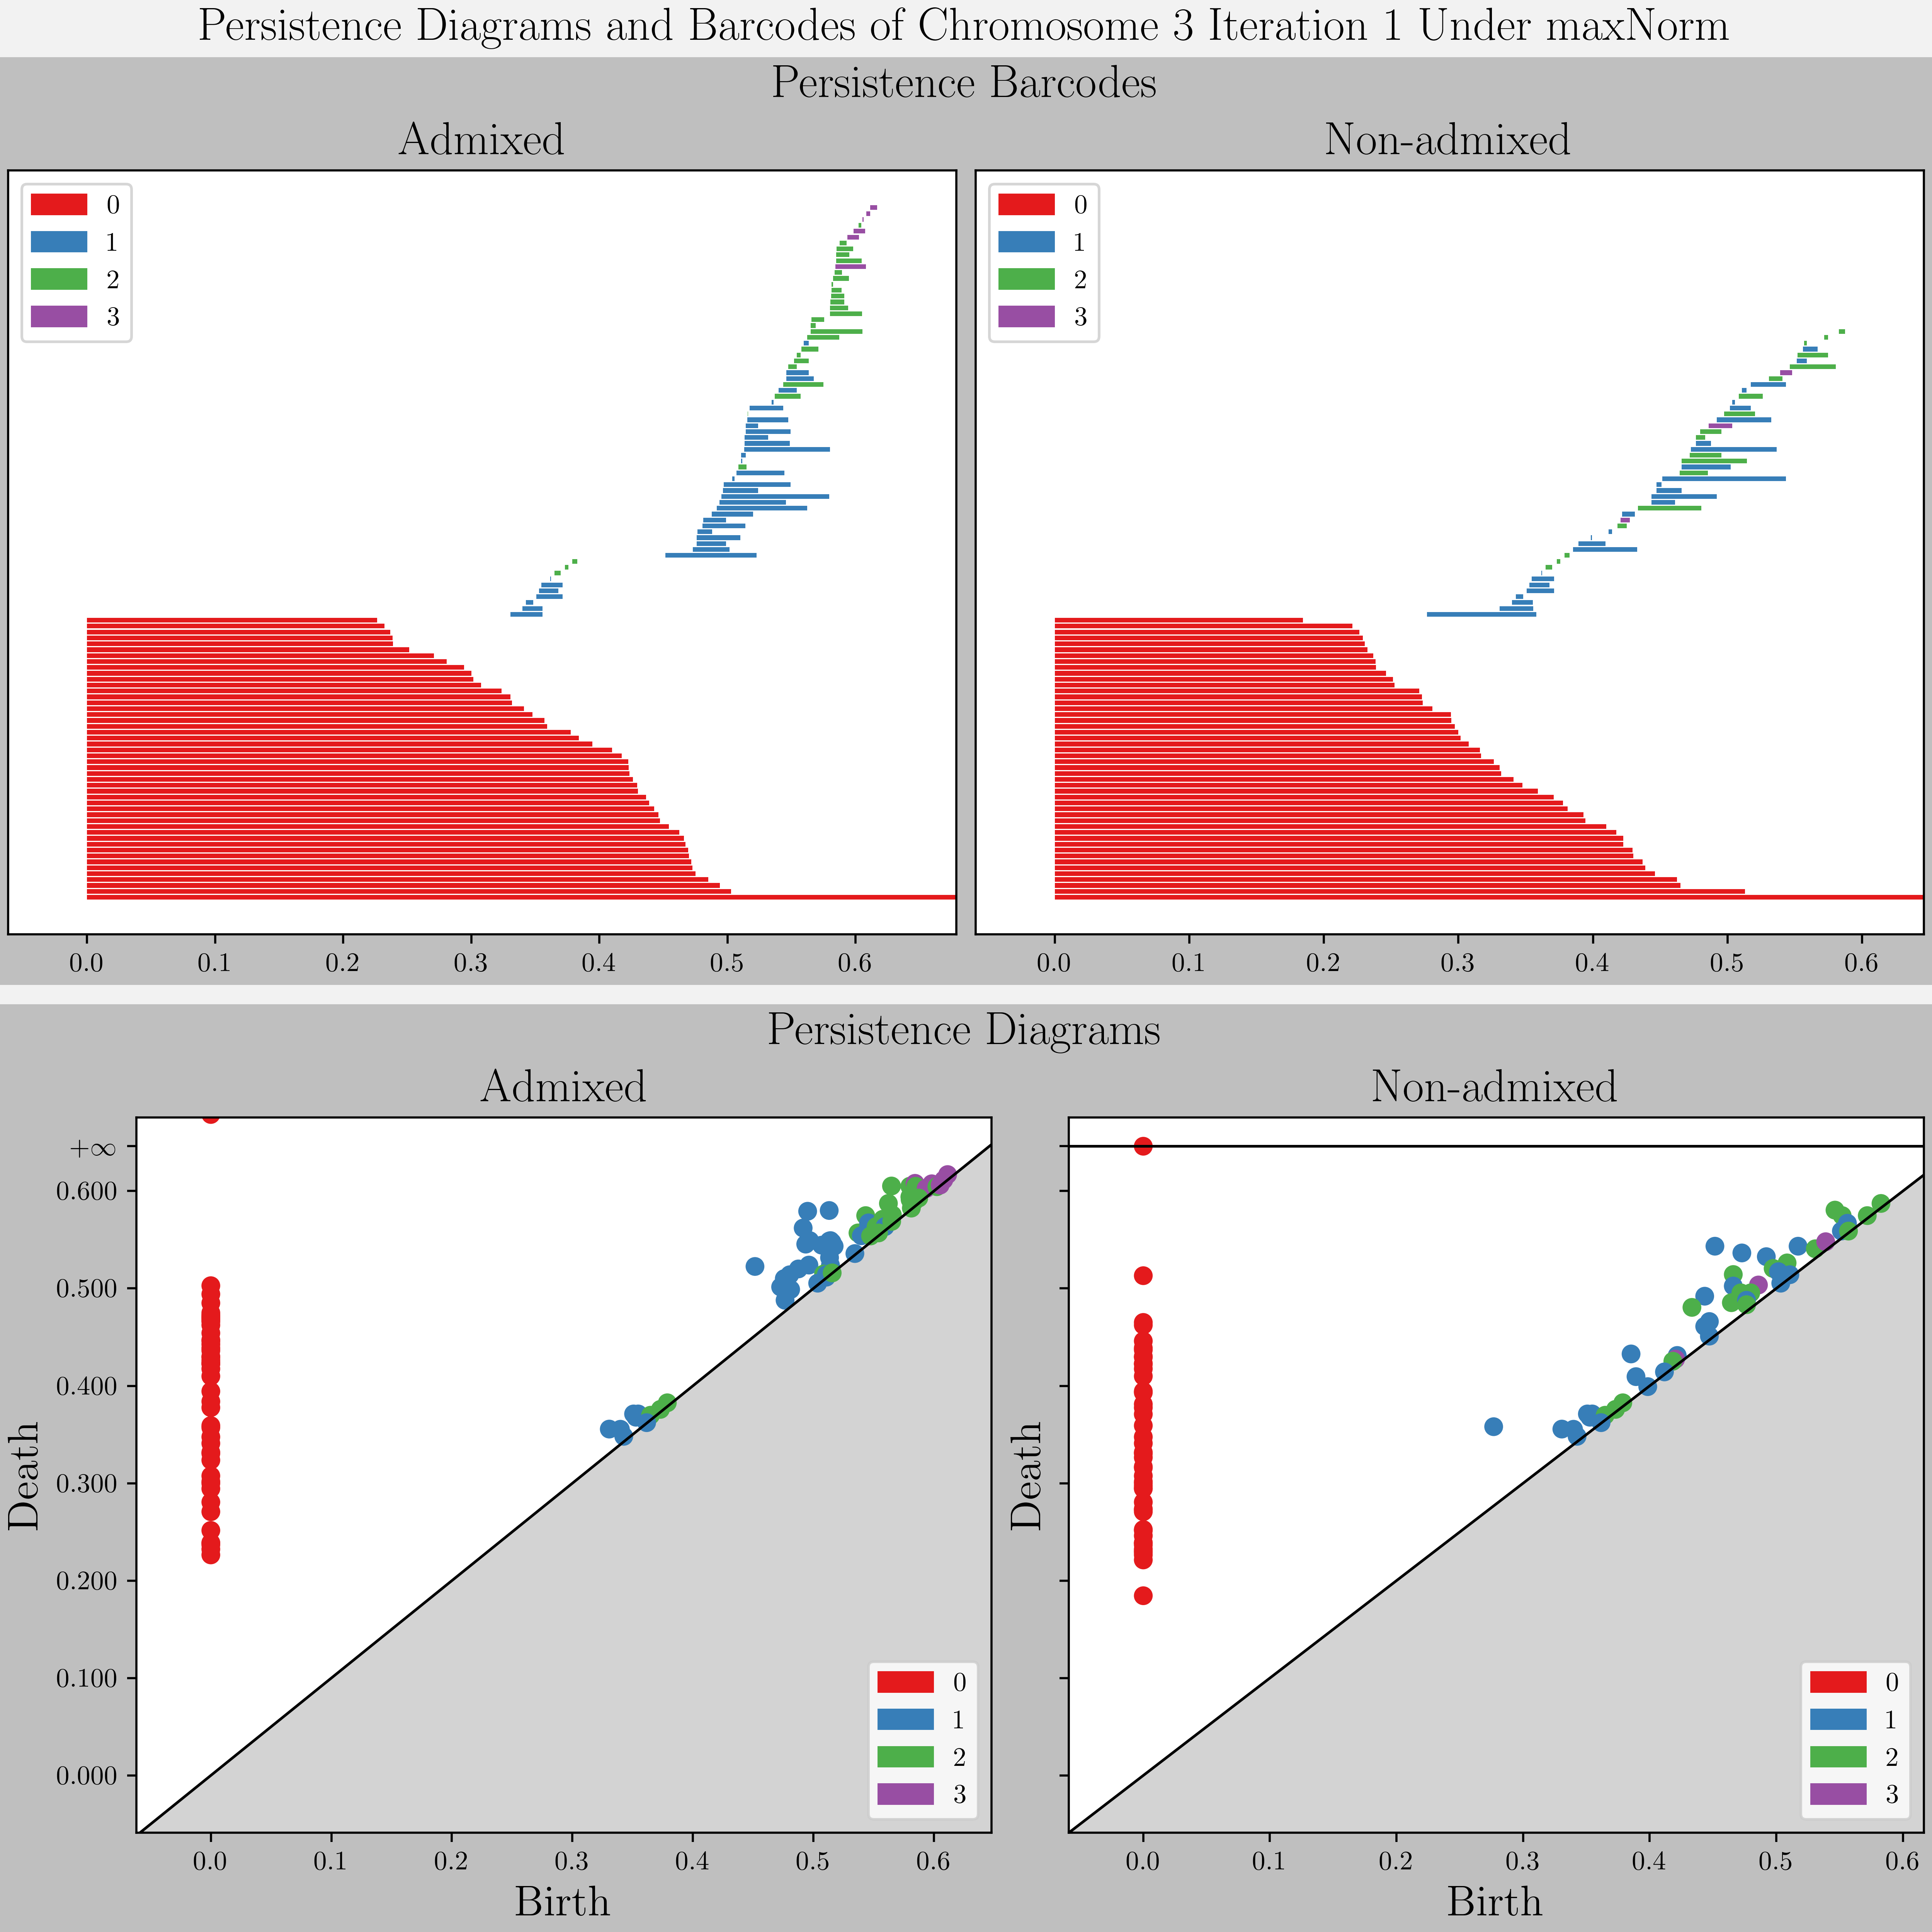 Persistence Diagrams and Barcodes of Chromosome 3 Iteration 1 Under maxNorm
Persistence Barcodes
Admixed
Non-admixed
0
1
2
3
0
1
2
3
0.0 0.1 0.2 0.3 0.4 0.5 0.6
0.0 0.1 0.2 0.3 0.4 0.5 0.6
Persistence Diagrams
Admixed
Non-admixed
+∞
0.600
0.500
0.400
0.300
0.200
0.100
0.000
Death
Death
0
1
2
3
0
1
2
3
0.0 0.1 0.2 0.3 0.4 0.5 0.6
0.0 0.1 0.2 0.3 0.4 0.5 0.6
Birth
Birth